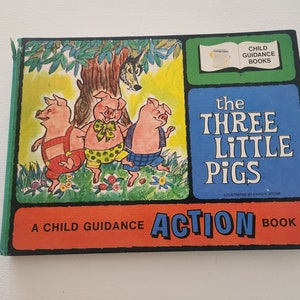 CHILD
GUIDANCE
BOOKS
the
THREE
LITTLE
PIGS
A CHILD GUIDANCE ACTION BOOK